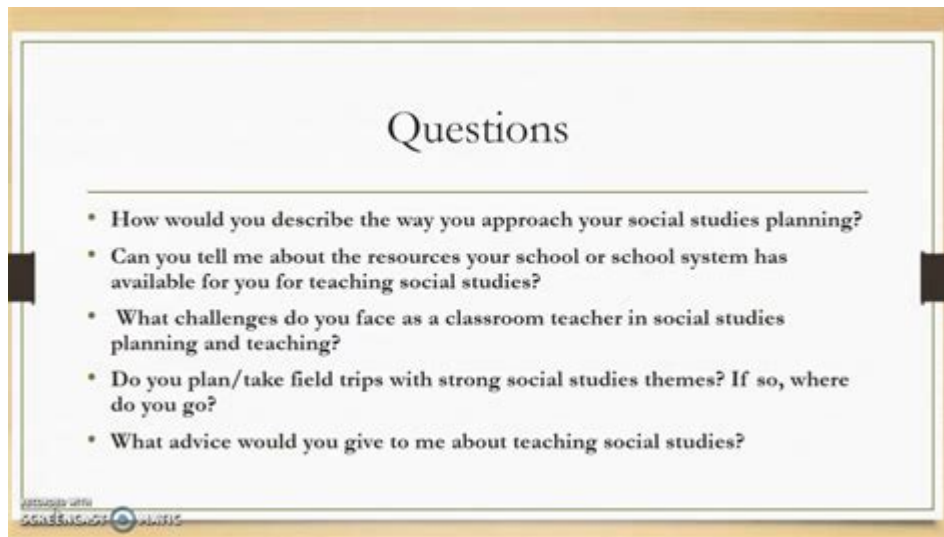 Questions
• How would you describe the way you approach your social studies planning?
• Can you tell me about the resources your school or school system has
available for you for teaching social studies?
• What challenges do you face as a classroom teacher in social studies
planning and teaching?
• Do you plan/take field trips with strong social studies themes? If so, where
do you go?
• What advice would you give to me about teaching social studies?
RECORDED WITH
SCREENCAST-O-MATIC